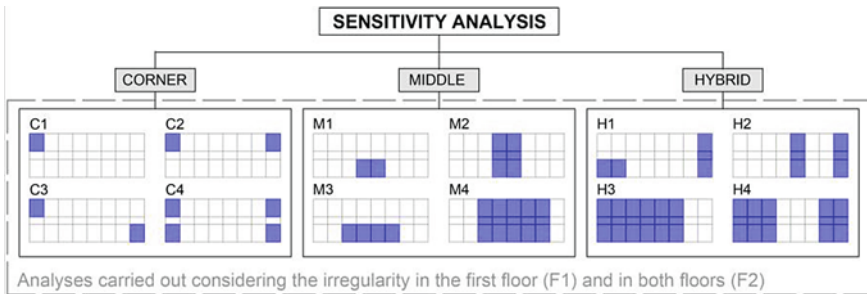 SENSITIVITY ANALYSIS
CORNER MIDDLE HYBRID
C1 C2 M1 M2 H1 H2
C3 C4 M3 M4 H3 H4
Analyses carried out considering the irregularity in the first floor (F1) and in both floors (F2)